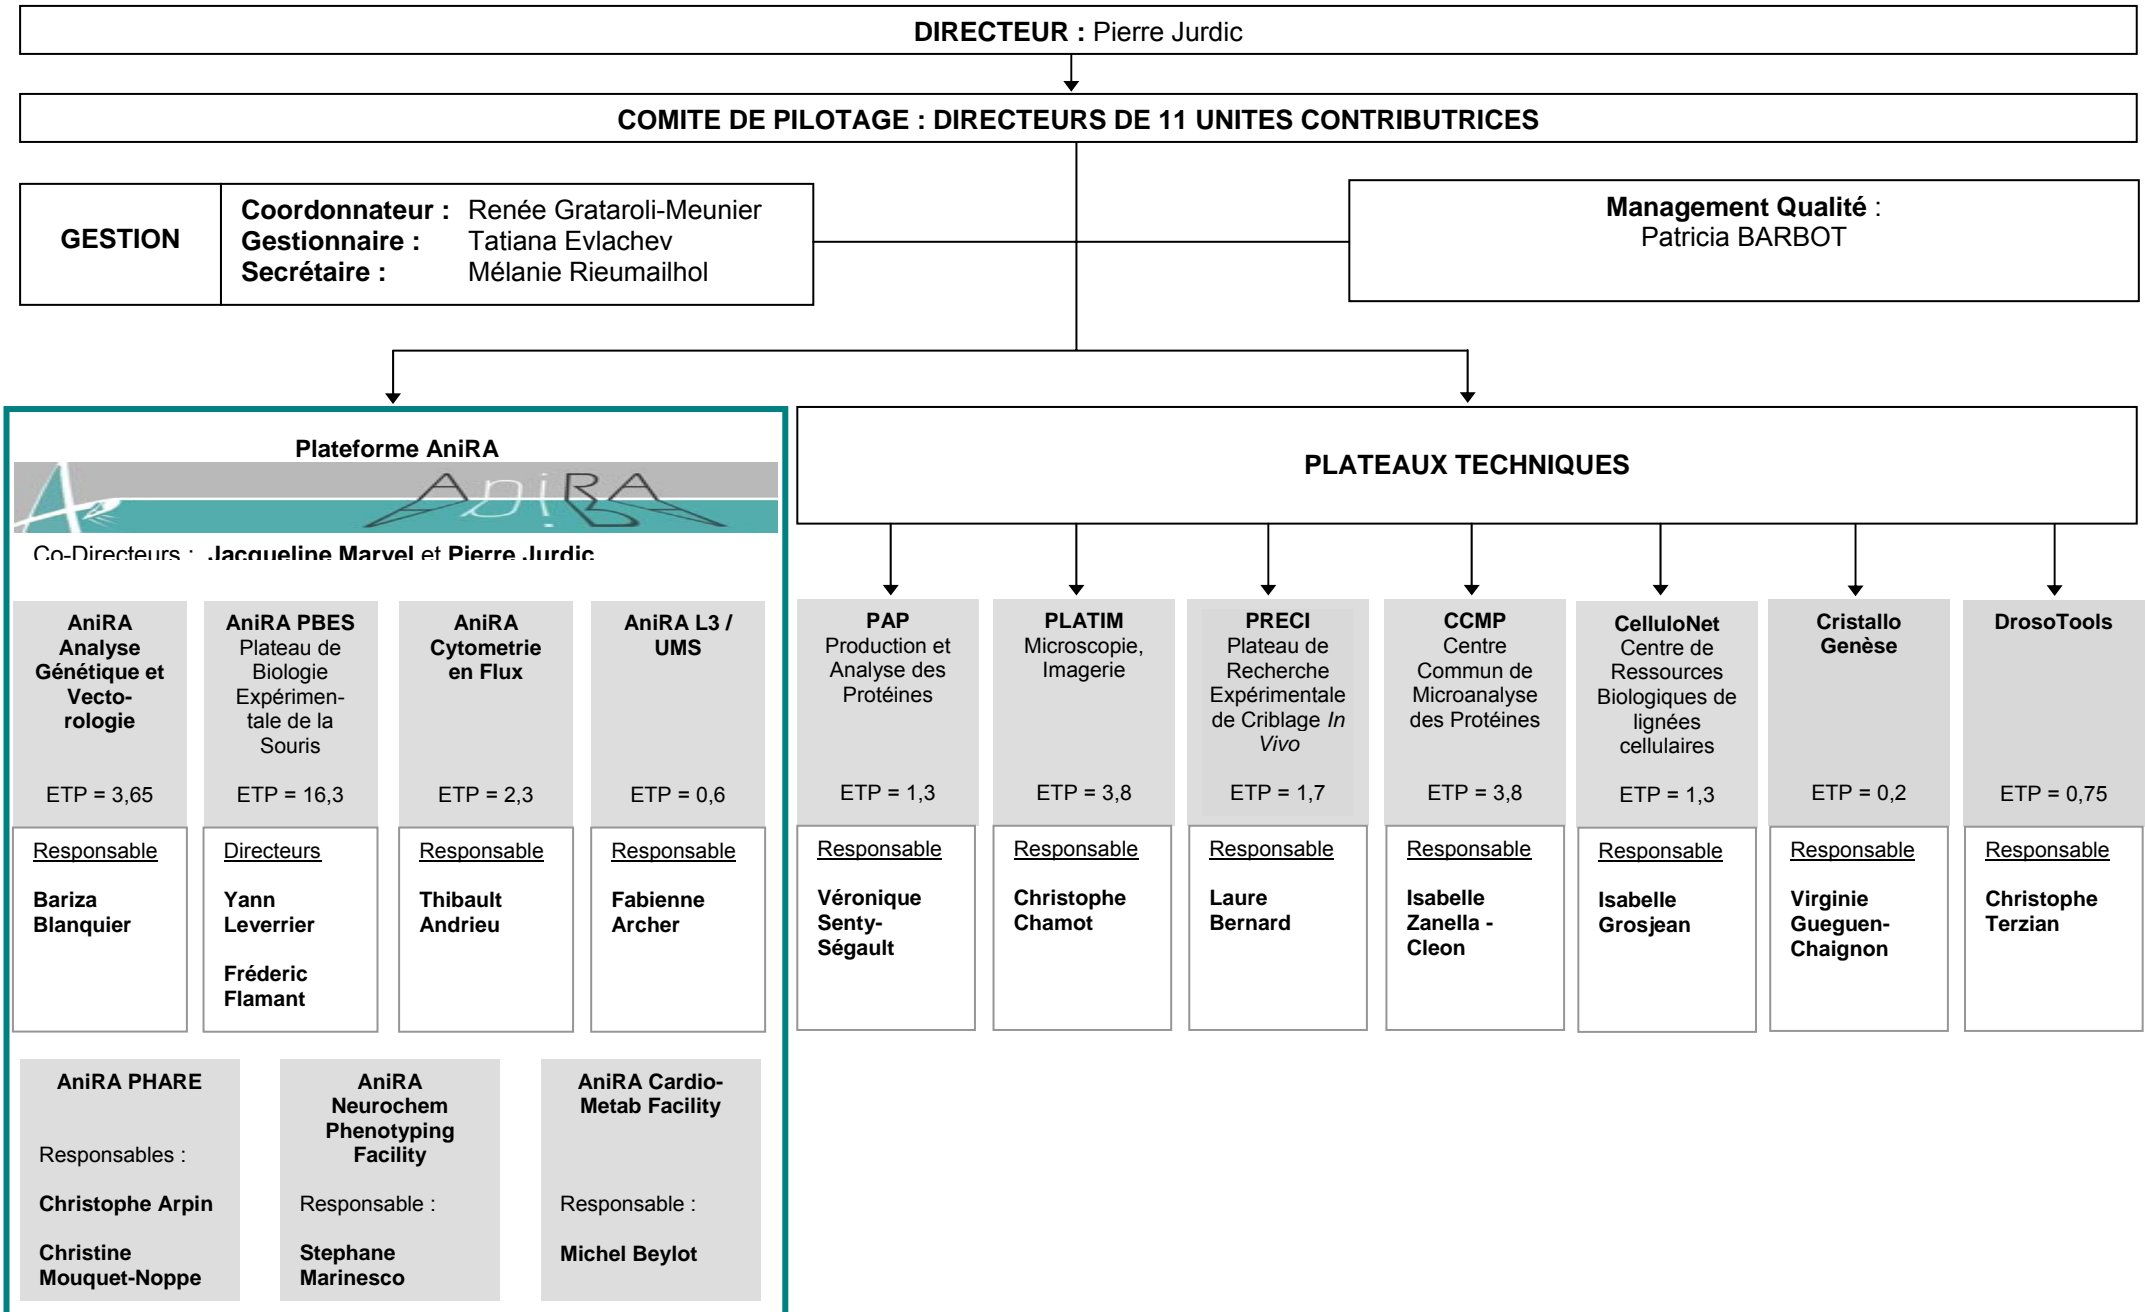 DIRECTEUR : Pierre Jurdic
COMITE DE PILOTAGE : DIRECTEURS DE 11 UNITES CONTRIBUTRICES
GESTION
Coordonnateur : Renée Grataroli-Meunier
Gestionnaire : Tatiana Evlachev
Secrétaire : Mélanie Rieumailhol
Management Qualité :
Patricia BARBOT
Plateforme AniRA
AniRA
Co-Directeurs : Jacqueline Marvel et Pierre Jurdic
PLATEAUX TECHNIQUES
AniRA
Analyse
Génétique et
Vecto-
rologie
ETP = 3,65
Responsable
Bariza
Blanquier
AniRA PBES
Plateau de
Biologie
Expérimen-
tale de la
Souris
ETP = 16,3
Directeurs
Yann
Leverrier
Fréderic
Flamant
AniRA
Cytometrie
en Flux
ETP = 2,3
Responsable
Thibault
Andrieu
AniRA L3 /
UMS
ETP = 0,6
Responsable
Fabienne
Archer
PAP
Production et
Analyse des
Protéines
ETP = 1,3
Responsable
Véronique
Senty-
Ségault
PLATIM
Microscopie,
Imagerie
ETP = 3,8
Responsable
Christophe
Chamot
PRECI
Plateau de
Recherche
Expérimentale
de Criblage In
Vivo
ETP = 1,7
Responsable
Laure
Bernard
CCMP
Centre
Commun de
Microanalyse
des Protéines
ETP = 3,8
Responsable
Isabelle
Zanella -
Cleon
CelluloNet
Centre de
Ressources
Biologiques de
lignées
cellulaires
ETP = 1,3
Responsable
Isabelle
Grosjean
Cristallo
Genèse
ETP = 0,2
Responsable
Virginie
Gueguen-
Chaignon
DrosoTools
ETP = 0,75
Responsable
Christophe
Terzian
AniRA PHARE
Responsables :
Christophe Arpin
Christine
Mouquet-Noppe
AniRA
Neurochem
Phenotyping
Facility
Responsable :
Stephane
Marinesco
AniRA Cardio-
Metab Facility
Responsable :
Michel Beylot